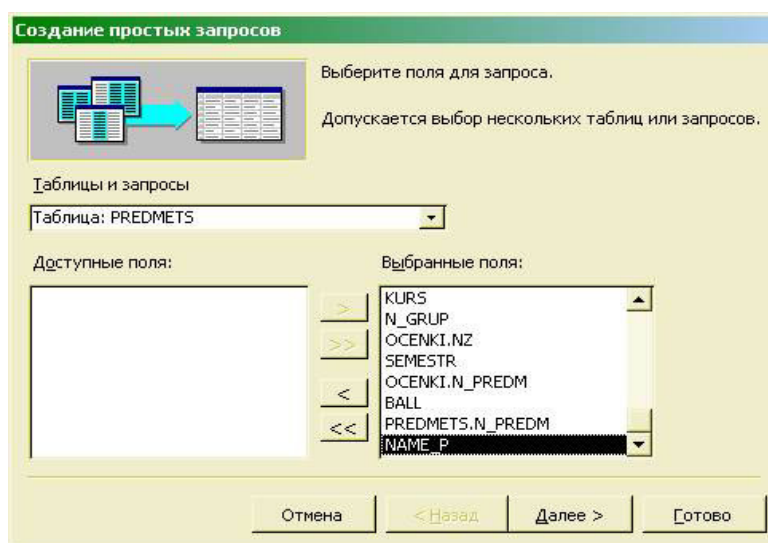 Создание простых запросов
Выберите поля для запроса.
Допускается выбор нескольких таблиц или запросов.
Таблицы и запросы
Таблица: PREDMETS
Доступные поля:
Выбранные поля:
KURS
N_GRUP
OCENKI.NZ
SEMESTR
OCENKI.N_PREDM
BALL
PREDMETS.N_PREDM
NAME_P
>
>>
<
<<
Отмена
< Назад
Далее >
Готово